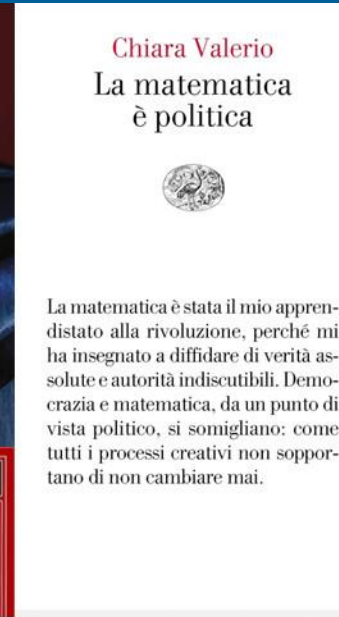 Chiara Valerio
La matematica
è politica
La matematica è stata il mio appren-
distato alla rivoluzione, perché mi
ha insegnato a diffidare di verità as-
solute e autorità indiscutibili. Demo-
crazia e matematica, da un punto di
vista politico, si somigliano: come
tutti i processi creativi non soppor-
tano di non cambiare mai.